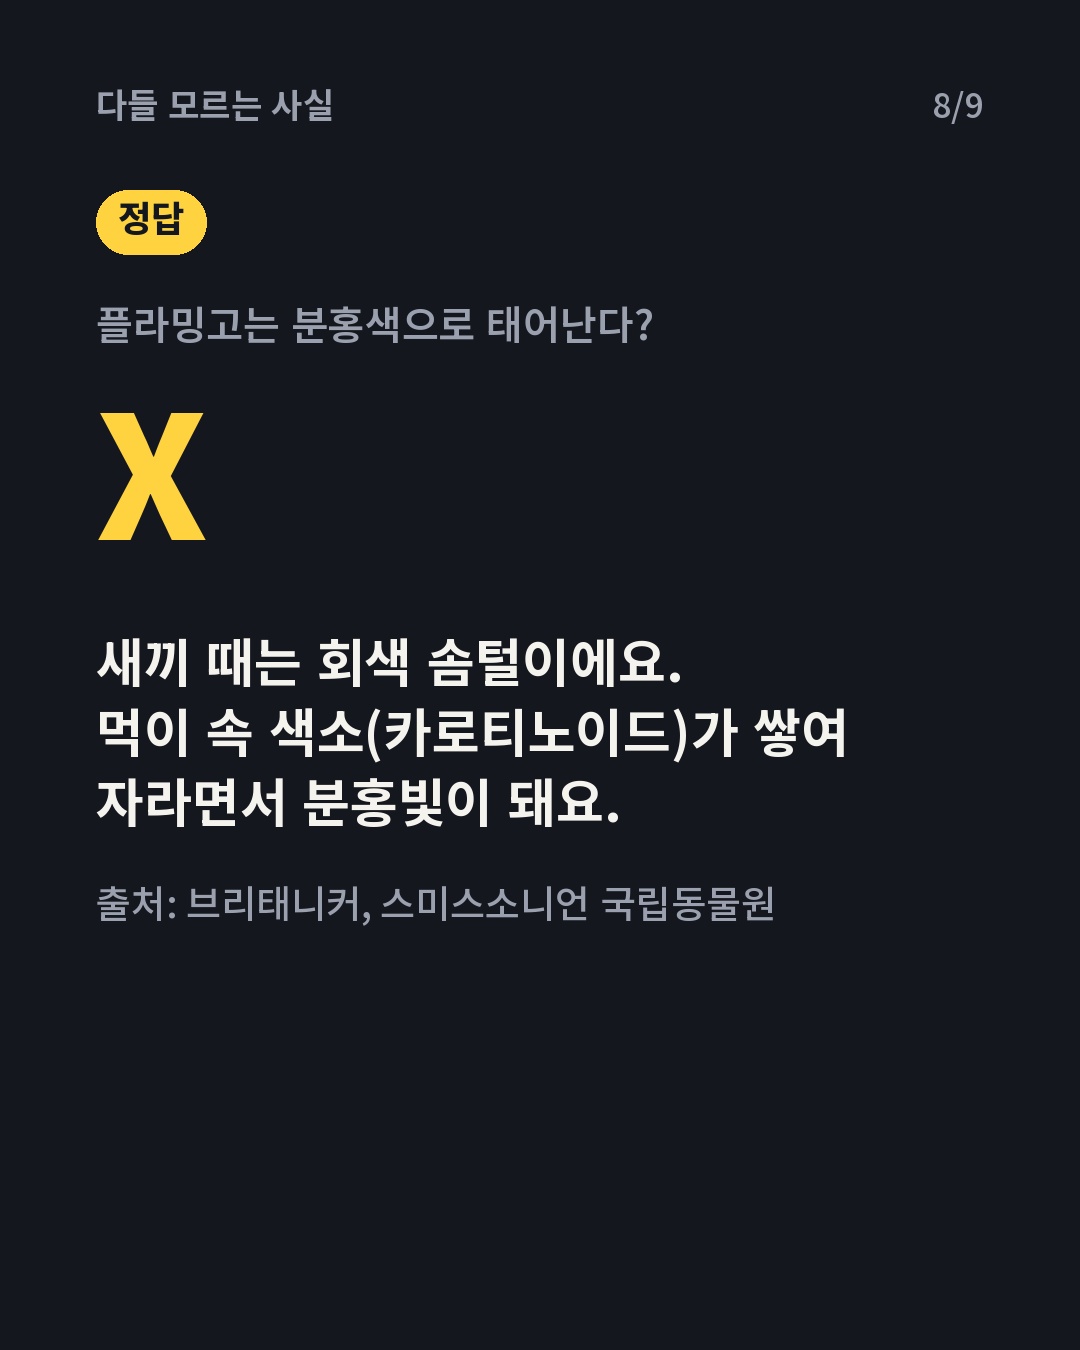 다들 모르는 사실
8/9
정답
플라밍고는 분홍색으로 태어난다?
X
새끼 때는 회색 솜털이에요.
먹이 속 색소(카로티노이드)가 쌓여
자라면서 분홍빛이 돼요.
출처: 브리태니커, 스미스소니언 국립동물원